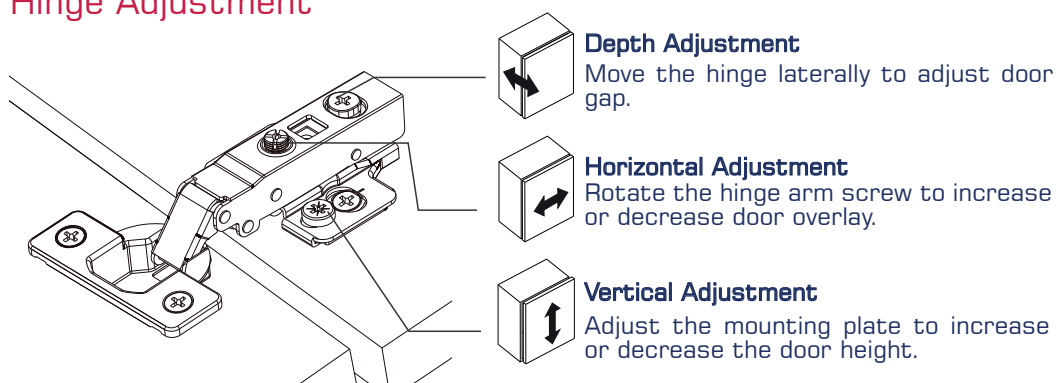 Hinge Adjustment
Depth Adjustment
Move the hinge laterally to adjust door
gap.
Horizontal Adjustment
Rotate the hinge arm screw to increase
or decrease door overlay.
Vertical Adjustment
Adjust the mounting plate to increase
or decrease the door height.